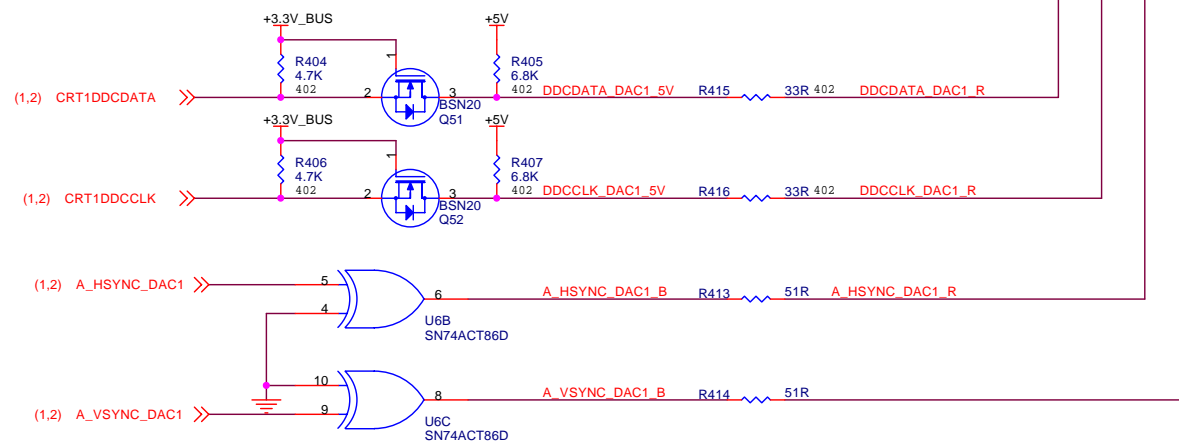 +3.3V_BUS
+5V
R404
4.7K
402
1
2
3
BSN20
Q51
R405
6.8K
402
(1,2) CRT1DDCDATA
DDCDATA_DAC1_5V
R415
33R
402
DDCDATA_DAC1_R
+3.3V_BUS
+5V
R406
4.7K
402
1
2
3
BSN20
Q52
R407
6.8K
402
(1,2) CRT1DDCCLK
DDCCLK_DAC1_5V
R416
33R
402
DDCCLK_DAC1_R
(1,2) A_HSYNC_DAC1
5
4
6
U6B
SN74ACT86D
A_HSYNC_DAC1_B
R413
51R
A_HSYNC_DAC1_R
(1,2) A_VSYNC_DAC1
10
9
8
U6C
SN74ACT86D
A_VSYNC_DAC1_B
R414
51R